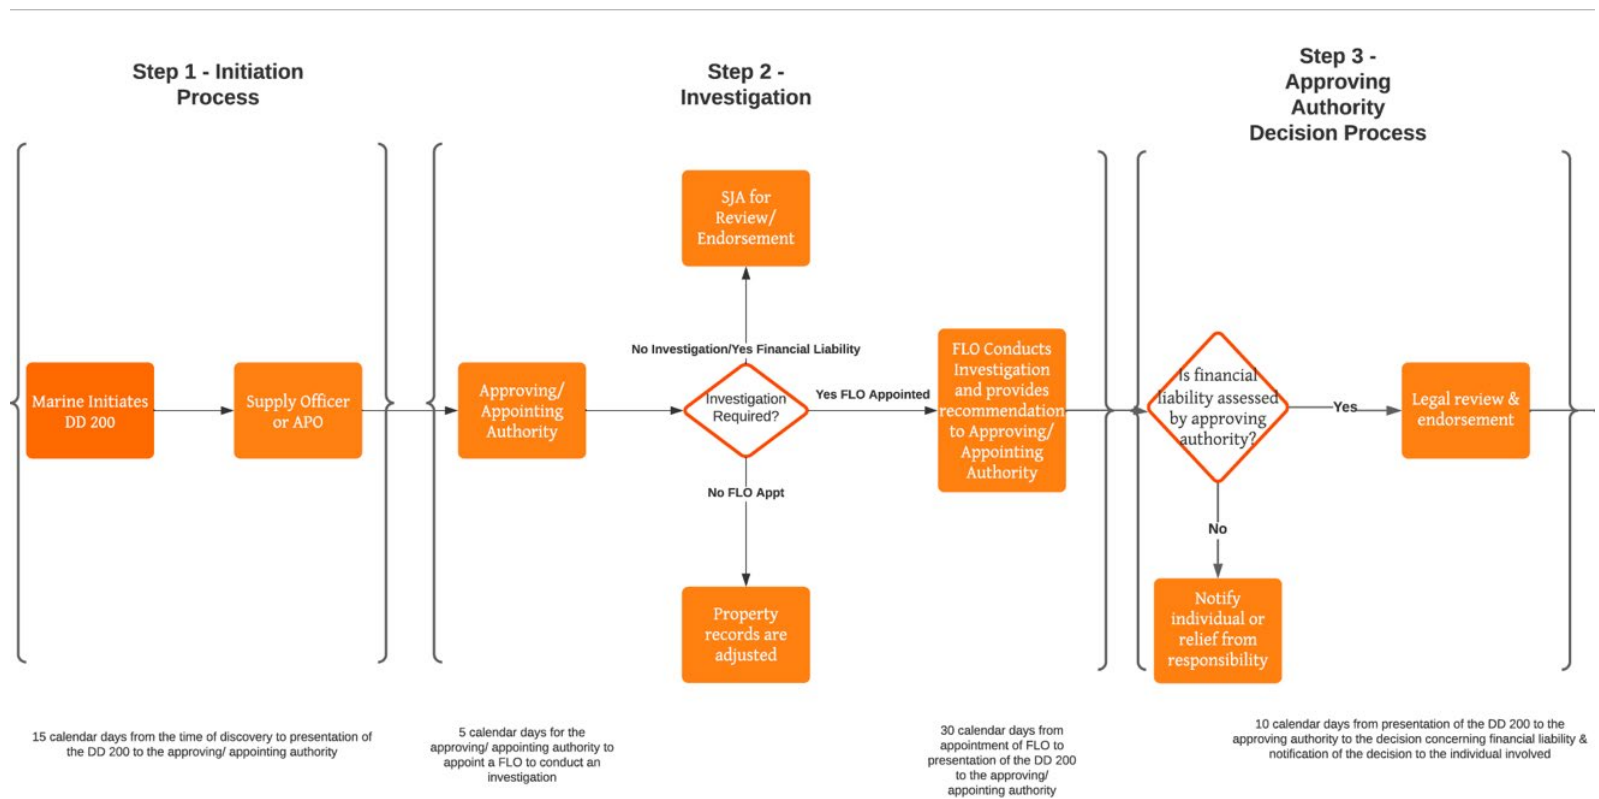 Step 1 - Initiation
Process
Step 2 -
Investigation
Step 3 -
Approving
Authority
Decision Process
SJA for
Review/
Endorsement
No Investigation/Yes Financial Liability
Marine Initiates
DD 200
Supply Officer
or APO
Approving/
Appointing
Authority
Investigation
Required?
Yes FLO Appointed
FLO Conducts
Investigation
and provides
recommendation
to Approving/
Appointing
Authority
Is financial
liability assessed
by approving
authority?
Yes
Legal review &
endorsement
No FLO Appt
No
Property
records are
adjusted
Notify
individual or
relief from
responsibility
15 calendar days from the time of discovery to presentation of
the DD 200 to the approving/ appointing authority
5 calendar days for the
approving/ appointing authority to
appoint a FLO to conduct an
investigation
30 calendar days from
appointment of FLO to
presentation of the DD 200
to the approving/
appointing authority
10 calendar days from presentation of the DD 200 to the
approving authority to the decision concerning financial liability &
notification of the decision to the individual involved